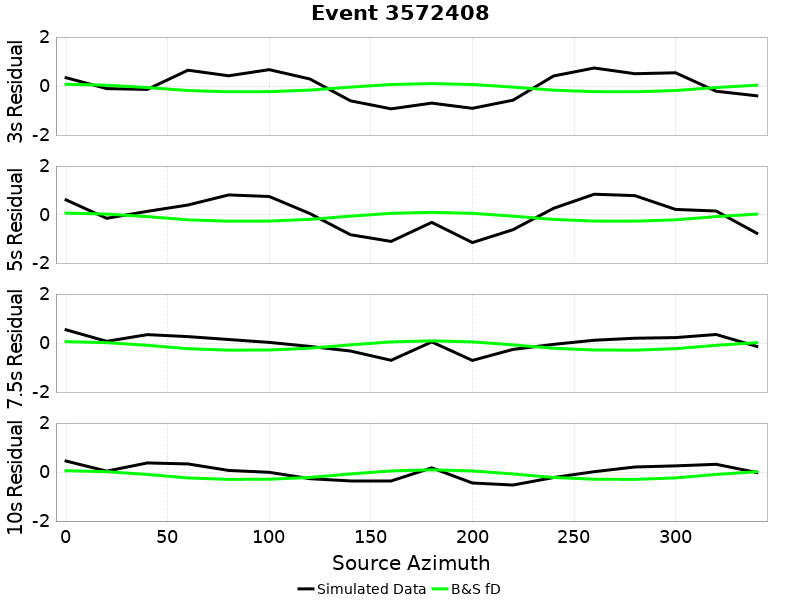 Event 3572408
3s Residual
2
0
-2
5s Residual
2
0
-2
7.5s Residual
2
0
-2
10s Residual
2
0
-2
0 50 100 150 200 250 300
Source Azimuth
Simulated Data B&S fD